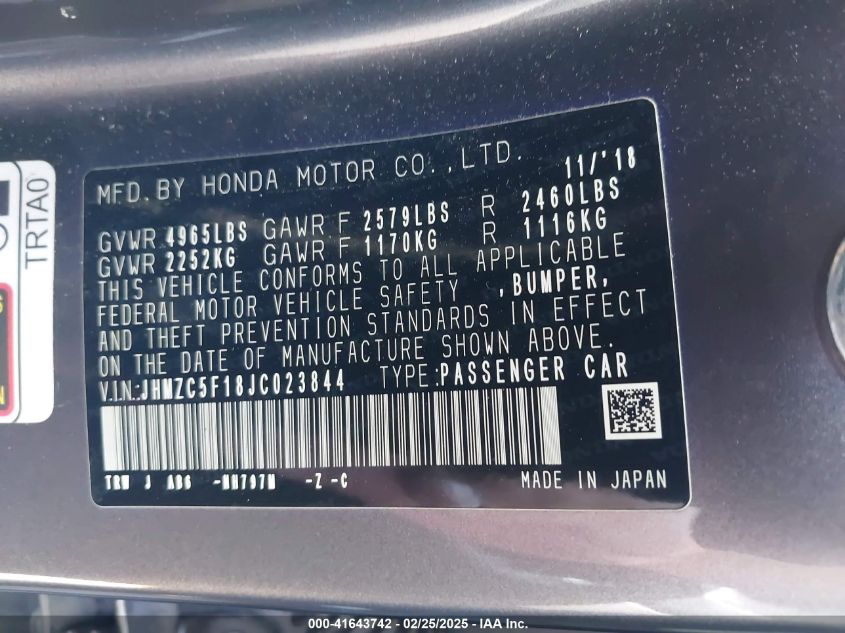 TRTA0
MFD. BY HONDA MOTOR CO., LTD. 11/'18
GVWR 4965LBS GAWR F 2579LBS R 2460LBS
GVWR 2252KG GAWR F 1170KG R 1116KG
THIS VEHICLE CONFORMS TO ALL APPLICABLE
FEDERAL MOTOR VEHICLE SAFETY ,BUMPER,
AND THEFT PREVENTION STANDARDS IN EFFECT
ON THE DATE OF MANUFACTURE SHOWN ABOVE.
V.I.N:JHMZC5F18JC023844 TYPE:PASSENGER CAR
MADE IN JAPAN
000-41643742 - 02/25/2025 - IAA Inc.